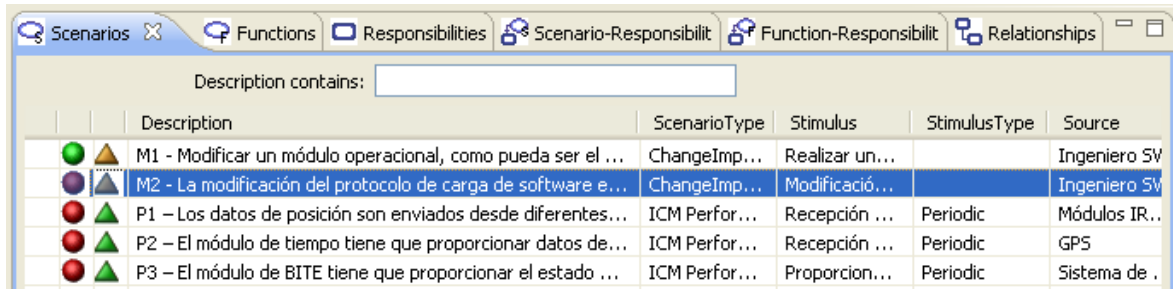 Scenarios Functions Responsibilities Scenario-Responsibilit Function-Responsibilit Relationships
Description contains:
Description ScenarioType Stimulus StimulusType Source
M1 - Modificar un módulo operacional, como pueda ser el ... ChangeImp... Realizar un... Ingeniero SW
M2 - La modificación del protocolo de carga de software e... ChangeImp... Modificació... Ingeniero SW
P1 – Los datos de posición son enviados desde diferentes... ICM Perfor... Recepción ... Periodic Módulos IR...
P2 – El módulo de tiempo tiene que proporcionar datos de... ICM Perfor... Recepción ... Periodic GPS
P3 – El módulo de BITE tiene que proporcionar el estado ... ICM Perfor... Proporcion... Periodic Sistema de .